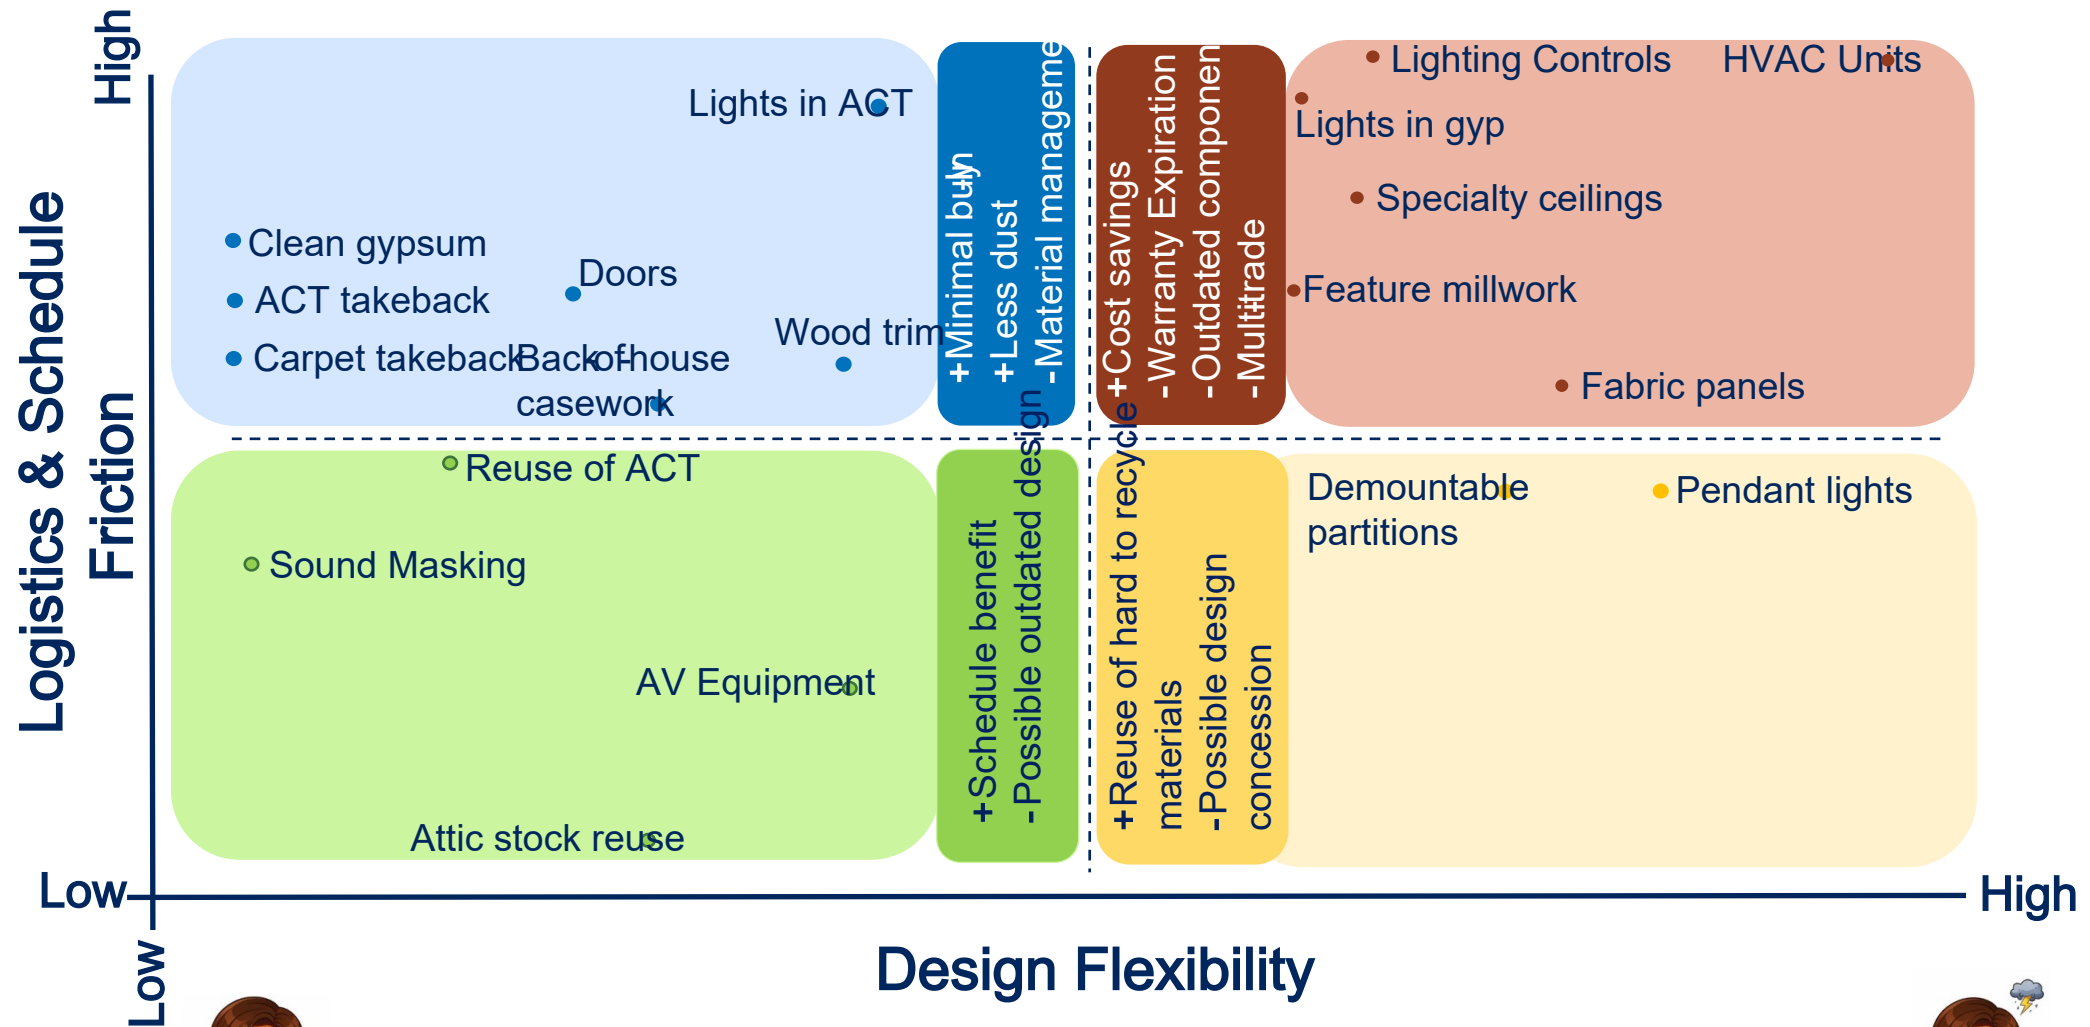 High
Logistics & Schedule
Friction
Low
Low
High
Design Flexibility
Lights in ACT
Clean gypsum
Doors
ACT takeback
Wood trim
Carpet takeback
Back-of-house
casework
+Minimal buy-in
+Less dust
-Material manageme
+Cost savings
-Warranty Expiration
-Outdated componen
-Multi-trade
Lighting Controls
HVAC Units
Lights in gyp
Specialty ceilings
Feature millwork
Fabric panels
Reuse of ACT
Sound Masking
AV Equipment
Attic stock reuse
+Schedule benefit
-Possible outdated design
+Reuse of hard to recycle
materials
-Possible design
concession
Demountable
partitions
Pendant lights